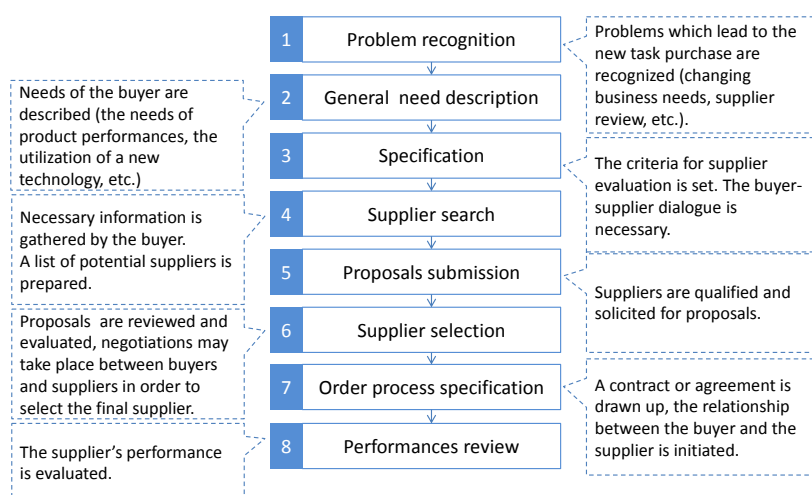 1 Problem recognition
Problems which lead to the
new task purchase are
recognized (changing
business needs, supplier
review, etc.).
2 General need description
Needs of the buyer are
described (the needs of
product performances, the
utilization of a new
technology, etc.)
3 Specification
The criteria for supplier
evaluation is set. The buyer-
supplier dialogue is
necessary.
4 Supplier search
Necessary information is
gathered by the buyer.
A list of potential suppliers is
prepared.
5 Proposals submission
Suppliers are qualified and
solicited for proposals.
6 Supplier selection
Proposals are reviewed and
evaluated, negotiations may
take place between buyers
and suppliers in order to
select the final supplier.
7 Order process specification
A contract or agreement is
drawn up, the relationship
between the buyer and the
supplier is initiated.
8 Performances review
The supplier’s performance
is evaluated.